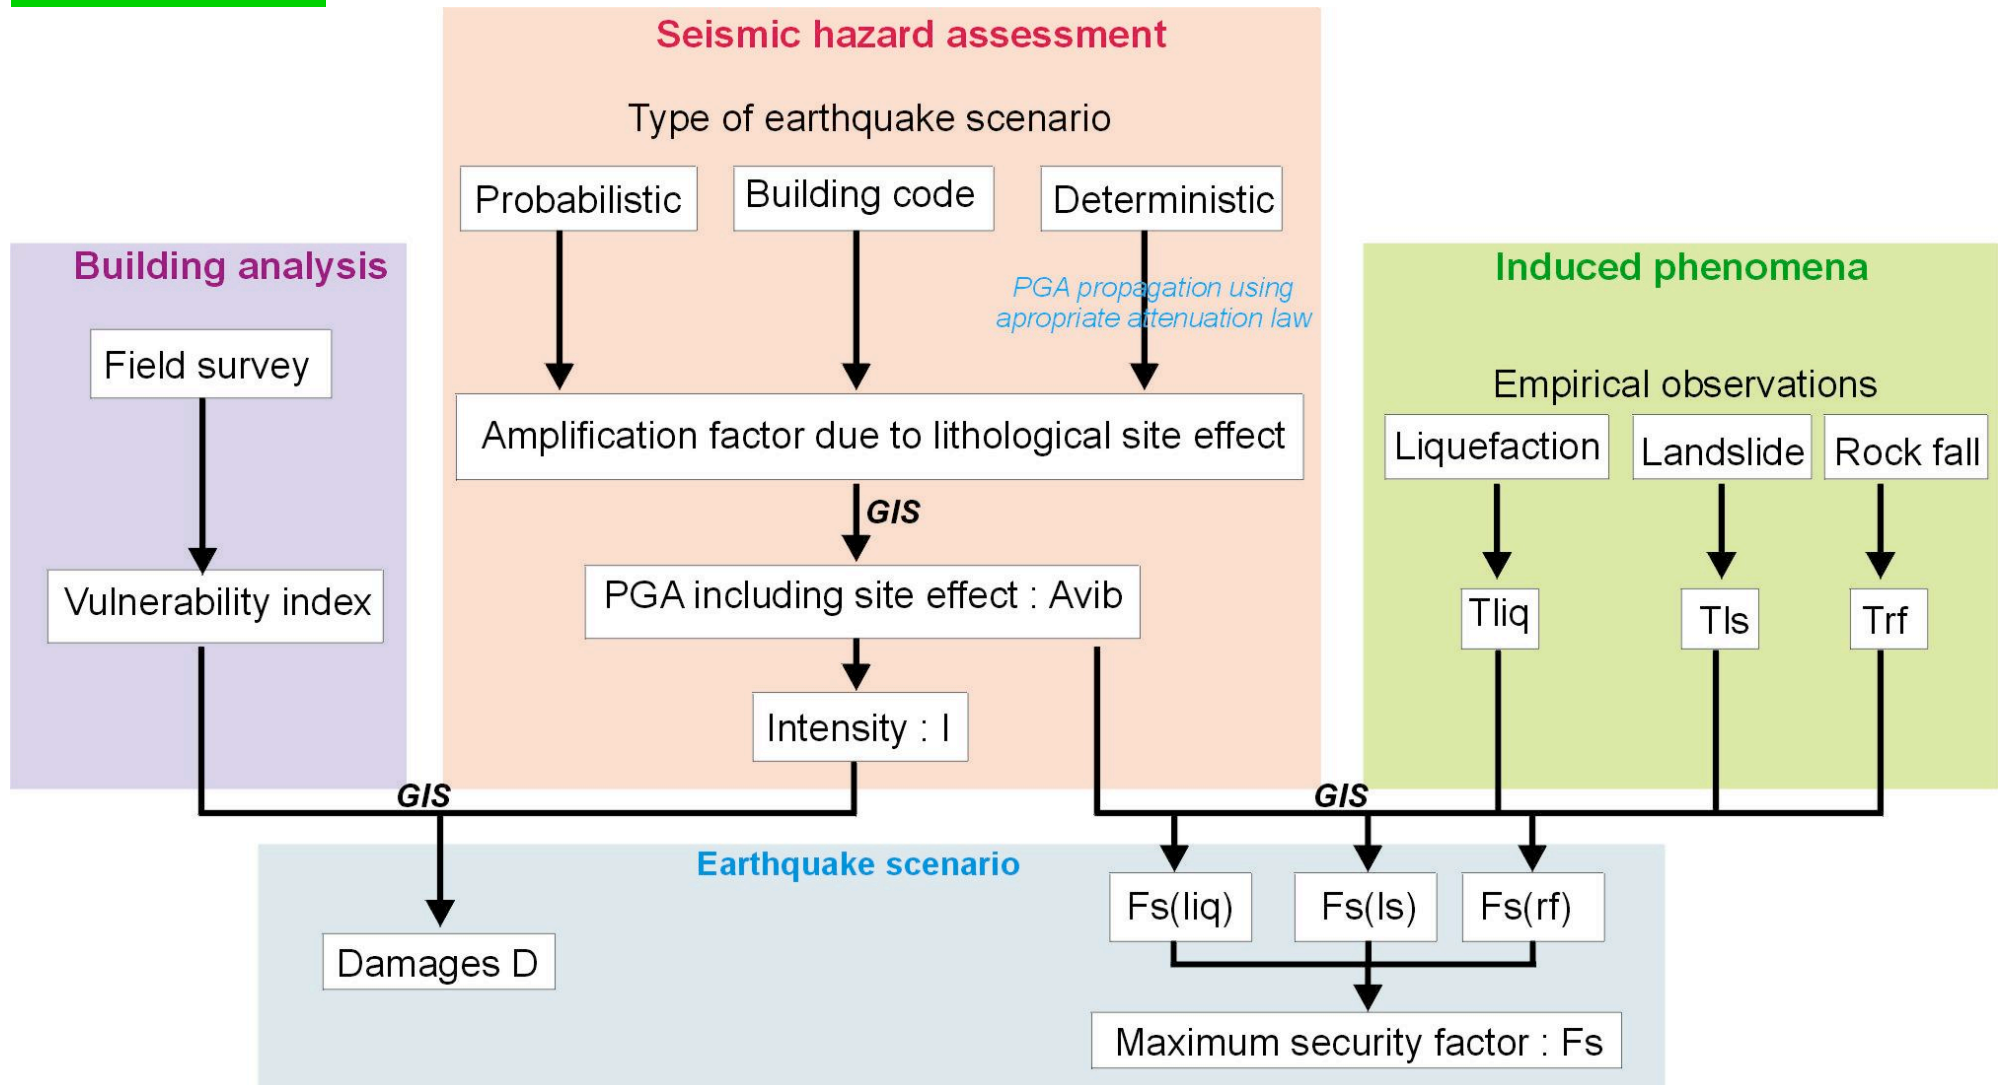 Seismic hazard assessment
Type of earthquake scenario
Probabilistic
Building code
Deterministic
PGA propagation using
apropriate attenuation law
Amplification factor due to lithological site effect
GIS
PGA including site effect : Avib
Intensity : I
Building analysis
Field survey
Vulnerability index
GIS
Induced phenomena
Empirical observations
Liquefaction
Landslide
Rock fall
Tliq
Tls
Trf
GIS
Earthquake scenario
Damages D
Fs(liq)
Fs(ls)
Fs(rf)
Maximum security factor : Fs